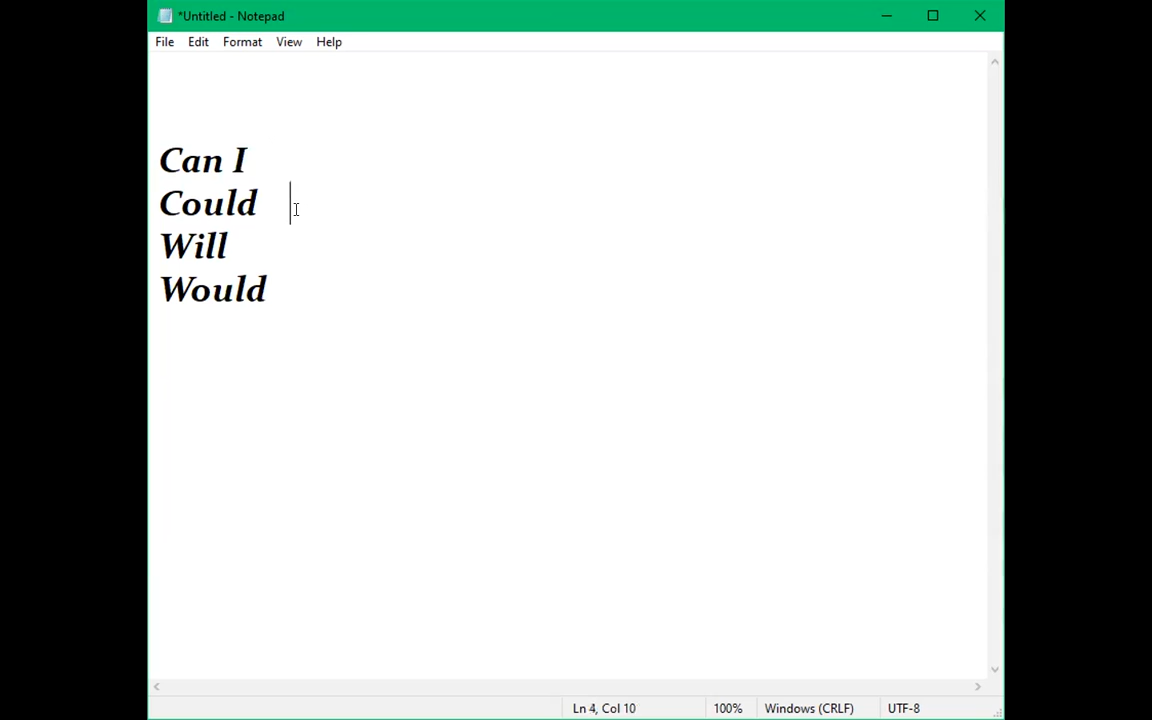 *Untitled - Notepad
File Edit Format View Help
Can I
Could
Will
Would
Ln 4, Col 10 100% Windows (CRLF) UTF-8